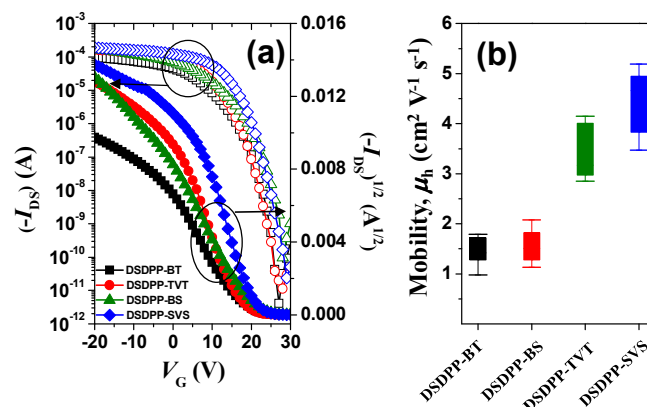 (a)
10⁻³
10⁻⁴
10⁻⁵
10⁻⁶
10⁻⁷
10⁻⁸
10⁻⁹
10⁻¹⁰
10⁻¹¹
10⁻¹²
(-I_DS) (A)
-20 -10 0 10 20 30
V_G (V)
0.016
0.012
0.008
0.004
0.000
(-I_DS)^1/2 (A^1/2)
DSDPP-BT
DSDPP-TVT
DSDPP-BS
DSDPP-SVS
(b)
6
5
4
3
2
1
Mobility, μ_h (cm² V⁻¹ s⁻¹)
DSDPP-BT
DSDPP-BS
DSDPP-TVT
DSDPP-SVS